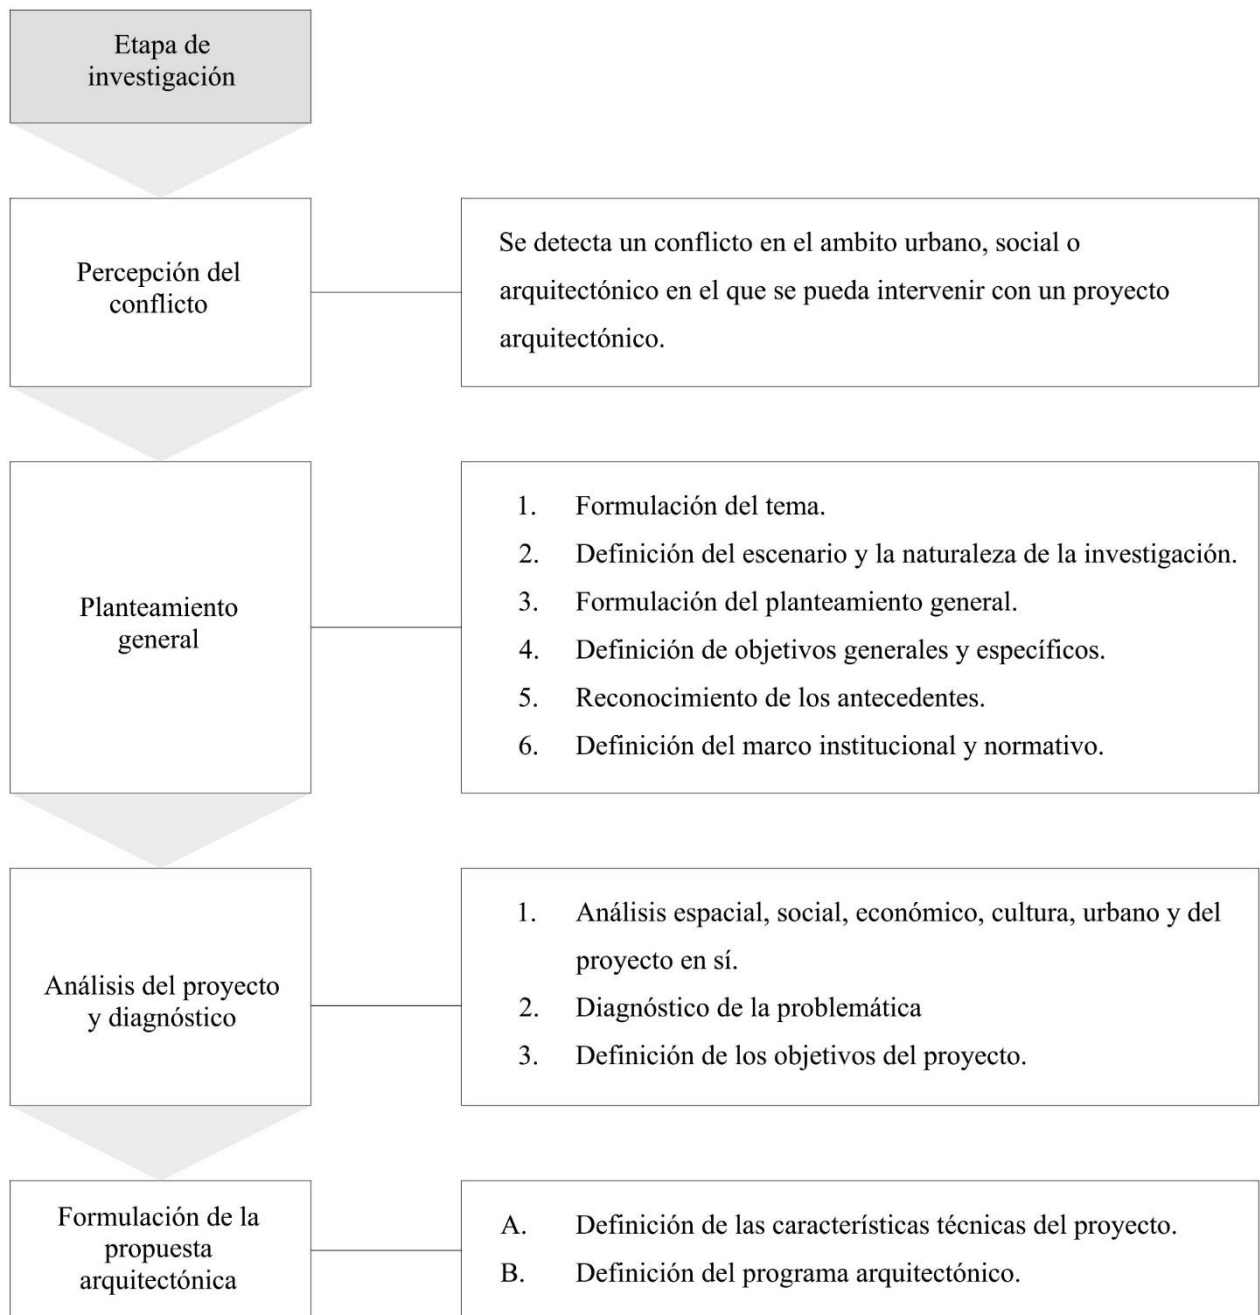 Etapa de
investigación
Percepción del
conflicto
Se detecta un conflicto en el ambito urbano, social o
arquitectónico en el que se pueda intervenir con un proyecto
arquitectónico.
Planteamiento
general
1. Formulación del tema.
2. Definición del escenario y la naturaleza de la investigación.
3. Formulación del planteamiento general.
4. Definición de objetivos generales y específicos.
5. Reconocimiento de los antecedentes.
6. Definición del marco institucional y normativo.
Análisis del proyecto
y diagnóstico
1. Análisis espacial, social, económico, cultura, urbano y del
proyecto en sí.
2. Diagnóstico de la problemática
3. Definición de los objetivos del proyecto.
Formulación de la
propuesta
arquitectónica
A. Definición de las características técnicas del proyecto.
B. Definición del programa arquitectónico.